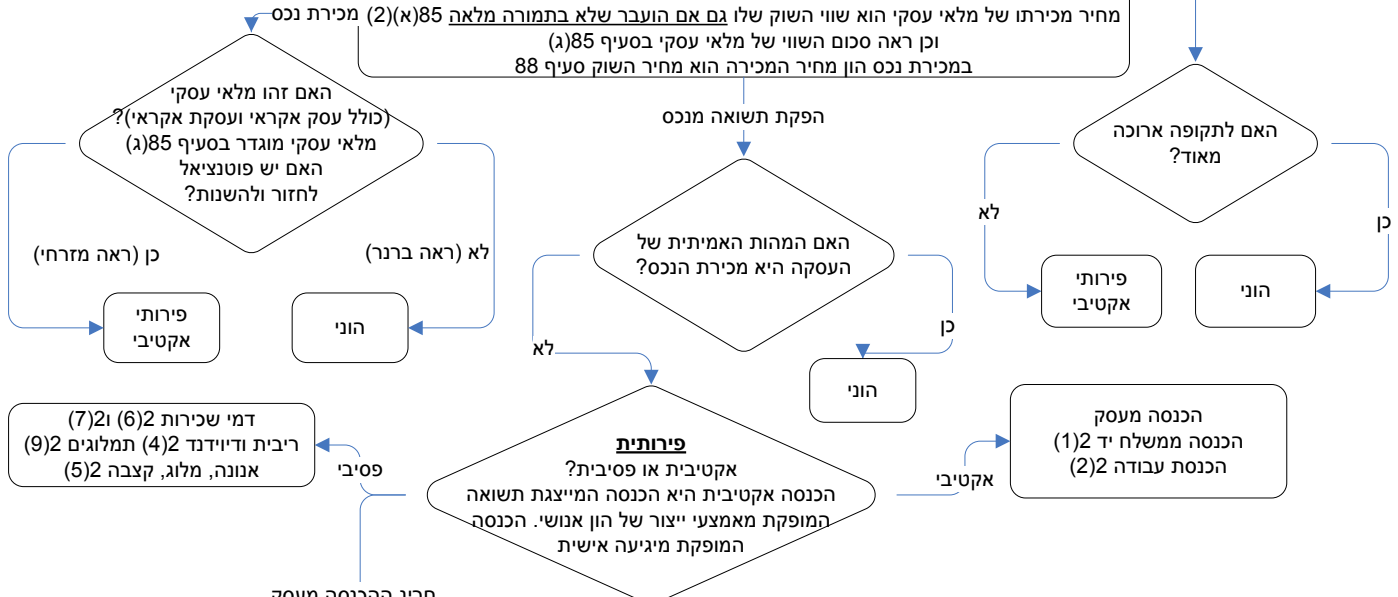 מחיר מכירתו של מלאי עסקי הוא שווי השוק שלו גם אם הועבר שלא בתמורה מלאה 85(א)(2)
וכן ראה סכום השווי של מלאי עסקי בסעיף 85(ג)
במכירת נכס הון מחיר המכירה הוא מחיר השוק סעיף 88
מכירת נכס
האם לתקופה ארוכה
מאוד?
לא
כן
פירותי
אקטיבי
הוני
הפקת תשואה מנכס
האם המהות האמיתית של
העסקה היא מכירת הנכס?
לא
כן
הוני
האם זהו מלאי עסקי
(כולל עסק אקראי ועסקת אקראי)?
מלאי עסקי מוגדר בסעיף 85(ג)
האם יש פוטנציאל
לחזור ולהשנות?
לא (ראה ברנר)
כן (ראה מזרחי)
הוני
פירותי
אקטיבי
פירותית
אקטיבית או פסיבית?
הכנסה אקטיבית היא הכנסה המייצגת תשואה
המופקת מאמצעי ייצור של הון אנושי. הכנסה
המופקת מיגיעה אישית
אקטיבי
הכנסה מעסק
הכנסה ממשלח יד 2(1)
הכנסת עבודה 2(2)
פסיבי
דמי שכירות 2(6) ו2(7)
ריבית ודיוידנד 2(4) תמלוגים 2(9)
אנונה, מלוג, קצבה 2(5)
חריג ההכנסה מעסק